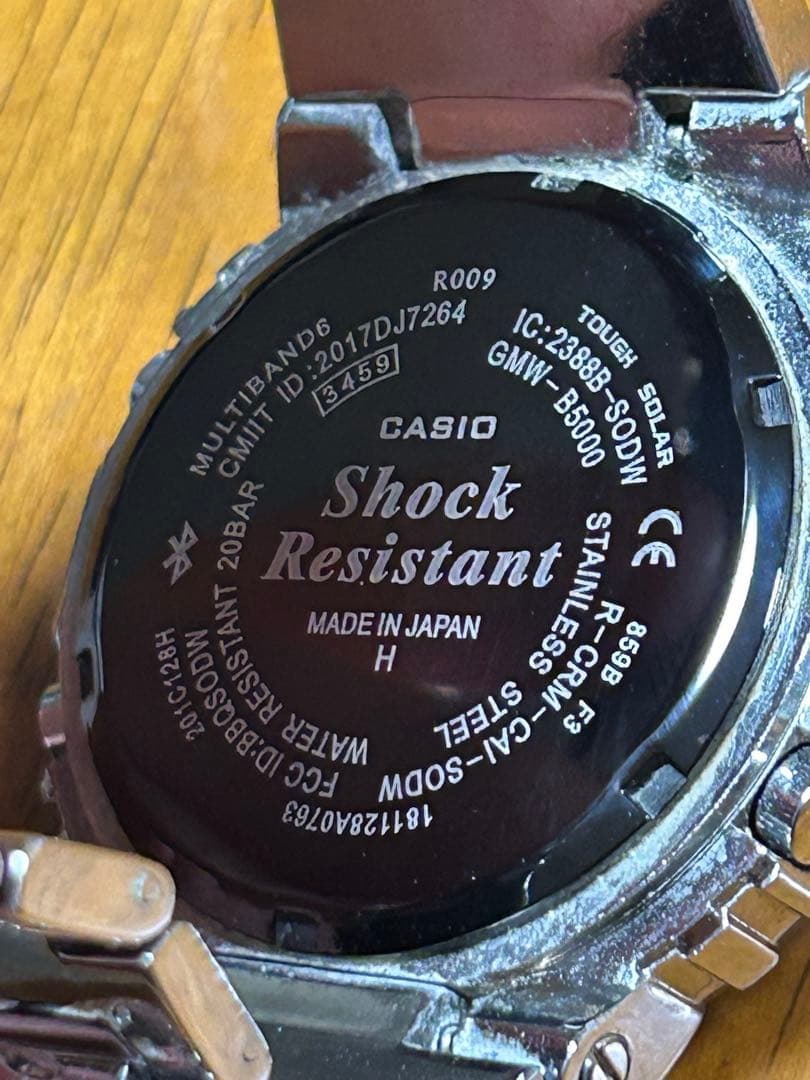 R009
MULTIBAND6
CMIIT ID:2017DJ7264
3459
TOUGH SOLAR
IC:2388B-SODW
GMW-B5000
CASIO
Shock
Resistant
MADE IN JAPAN
H
WATER RESISTANT 20BAR
STAINLESS STEEL
R-CRM-CAI-SODW
FCC ID:BBQSODW
CE
859B F3
201C128H
181128A0763